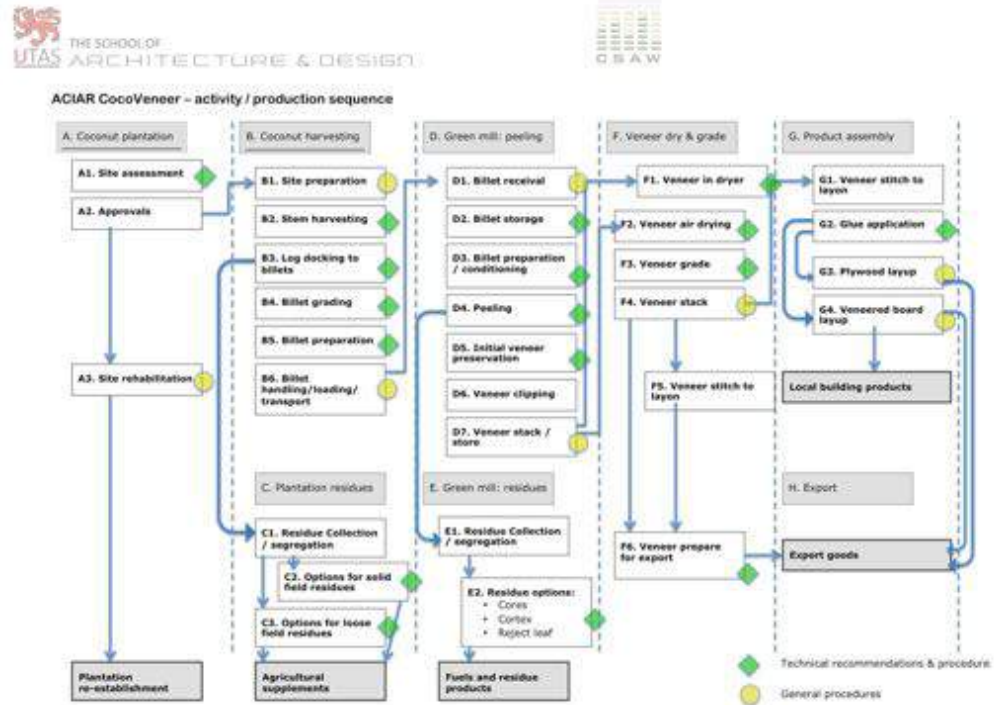 UTAS
THE SCHOOL OF
ARCHITECTURE & DESIGN
CSAW
ACIAR CocoVeneer – activity / production sequence
A. Coconut plantation
A1. Site assessment
A2. Approvals
A3. Site rehabilitation
Plantation
re-establishment
B. Coconut harvesting
B1. Site preparation
B2. Stem harvesting
B3. Log docking to
billets
B4. Billet grading
B5. Billet preparation
B6. Billet
handling/loading/
transport
C. Plantation residues
C1. Residue Collection
/ segregation
C2. Options for solid
field residues
C3. Options for loose
field residues
Agricultural
supplements
D. Green mill: peeling
D1. Billet receival
D2. Billet storage
D3. Billet preparation
/ conditioning
D4. Peeling
D5. Initial veneer
preservation
D6. Veneer clipping
D7. Veneer stack /
store
E. Green mill: residues
E1. Residue Collection
/ segregation
E2. Residue options:
• Cores
• Cortex
• Reject leaf
Fuels and residue
products
F. Veneer dry & grade
F1. Veneer in dryer
F2. Veneer air drying
F3. Veneer grade
F4. Veneer stack
F5. Veneer stitch to
layon
F6. Veneer prepare
for export
G. Product assembly
G1. Veneer stitch to
layon
G2. Glue application
G3. Plywood layup
G4. Veneered board
layup
Local building products
H. Export
Export goods
Technical recommendations & procedure
General procedures